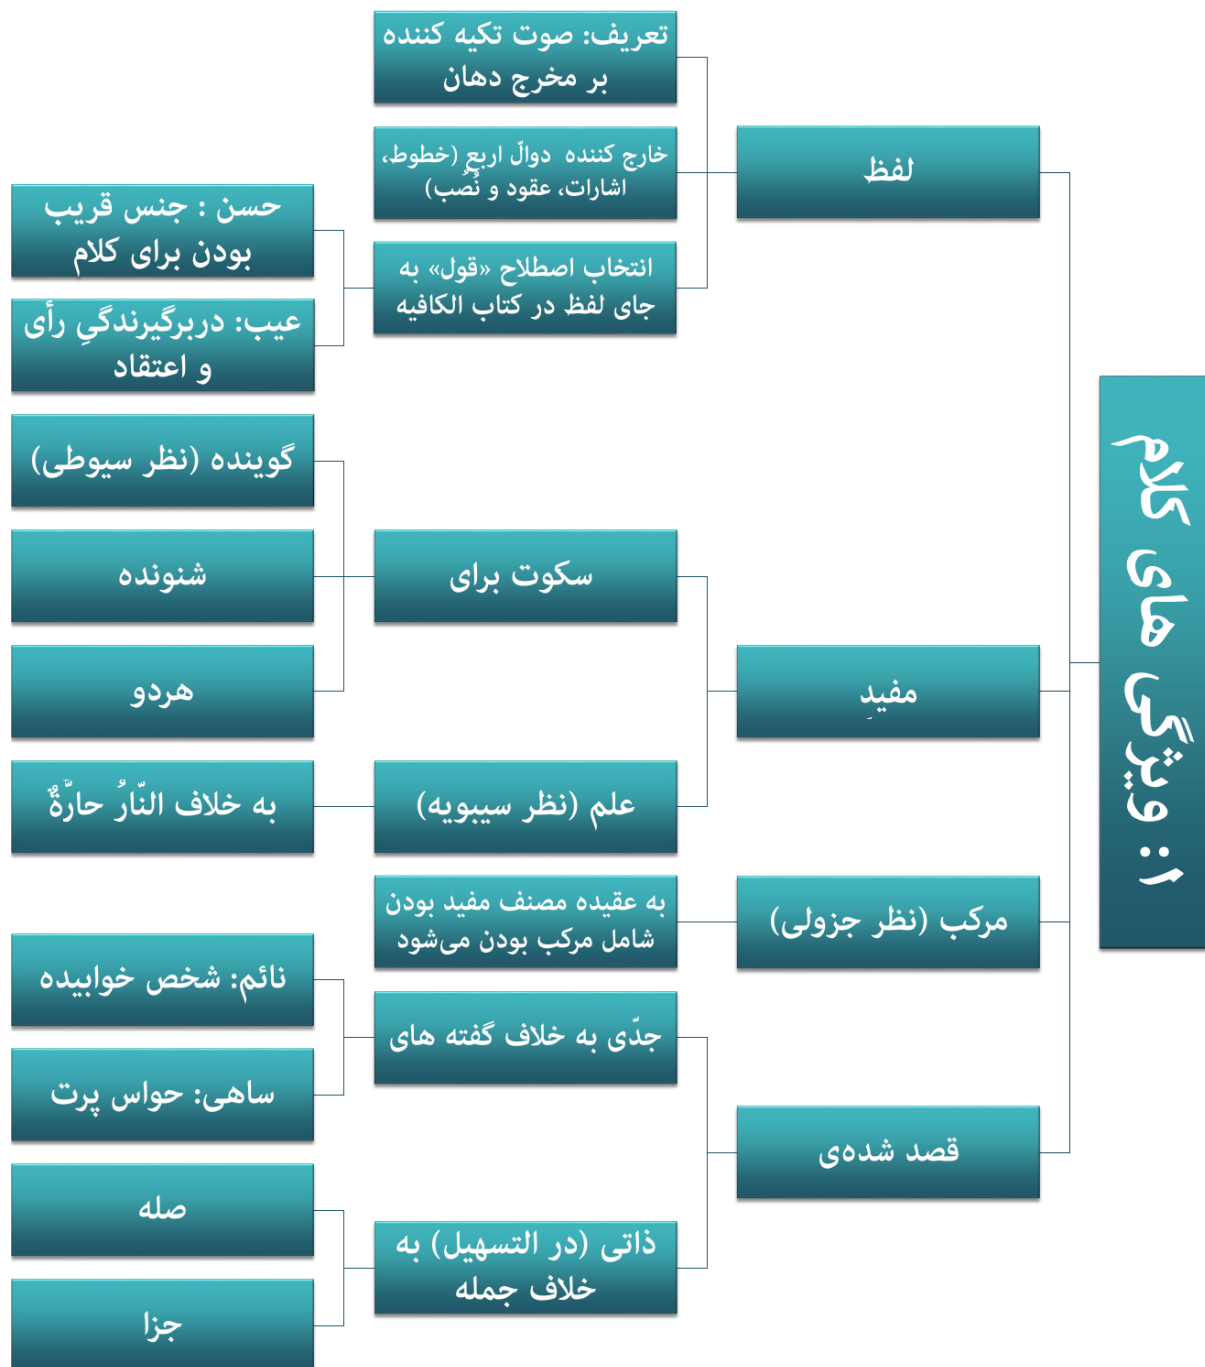 ۱: ویژگی های کلام
لفظ
تعریف: صوت تکیه کننده
بر مخرج دهان
خارج کننده دوالّ اربع (خطوط،
اشارات، عقود و نُصُب)
انتخاب اصطلاح «قول» به
جای لفظ در کتاب الکافیه
حسن : جنس قریب
بودن برای کلام
عیب: دربرگیرندگیِ رأی
و اعتقاد
مفیدِ
سکوت برای
گوینده (نظر سیوطی)
شنونده
هردو
علم (نظر سیبویه)
به خلاف النّارُ حارَّةٌ
مرکب (نظر جزولی)
به عقیده مصنف مفید بودن
شامل مرکب بودن می‌شود
قصد شده‌ی
جدّی به خلاف گفته های
نائم: شخص خوابیده
ساهی: حواس پرت
ذاتی (در التسهیل) به
خلاف جمله
صله
جزا